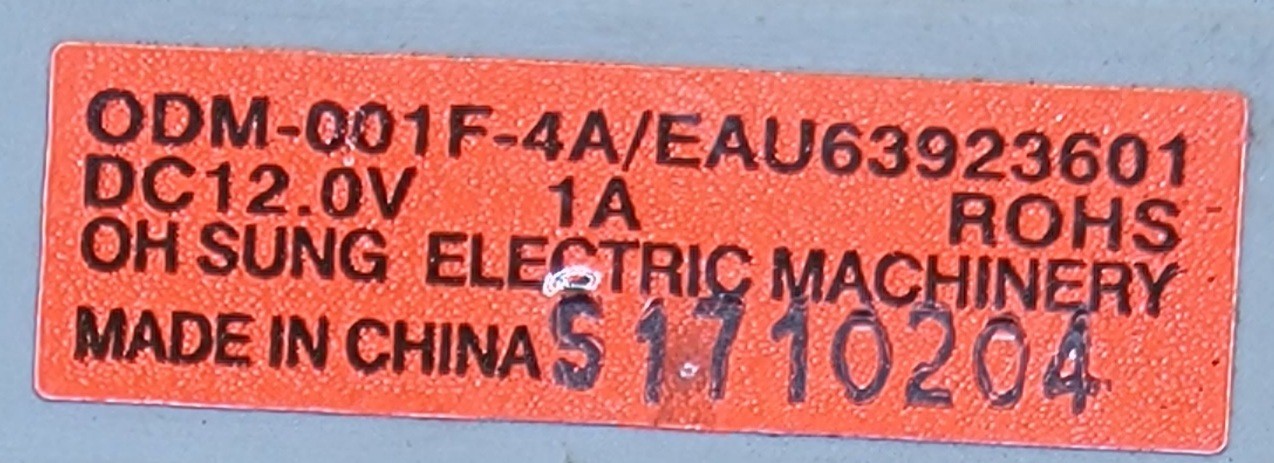 ODM-001F-4A/EAU63923601
DC12.0V 1A ROHS
OH SUNG ELECTRIC MACHINERY
MADE IN CHINA S1710204